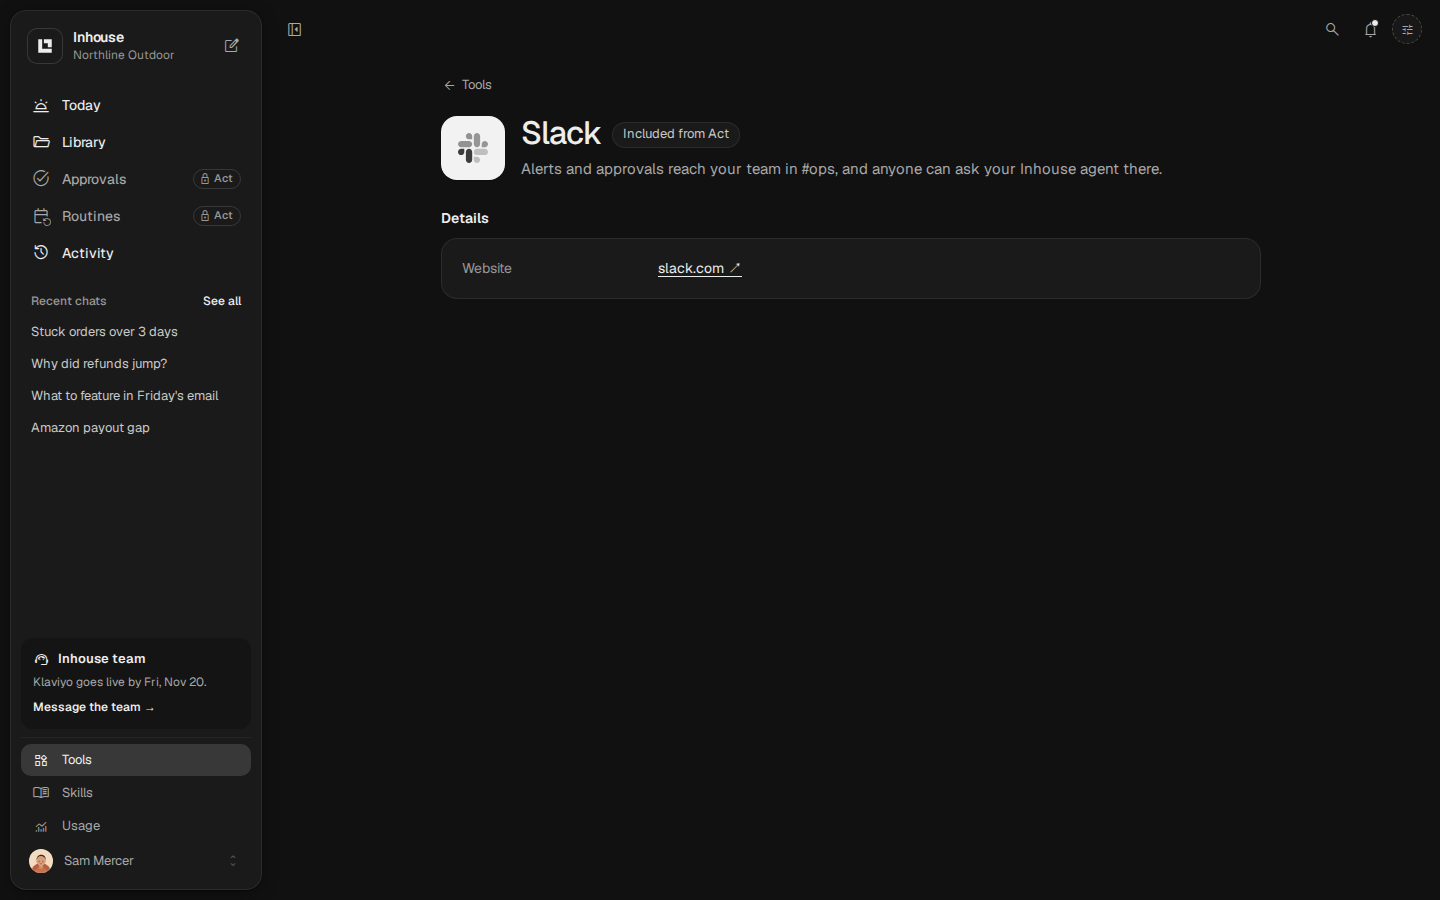 Inhouse
Northline Outdoor
Today
Library
Approvals
Act
Routines
Act
Activity
Recent chats
See all
Stuck orders over 3 days
Why did refunds jump?
What to feature in Friday's email
Amazon payout gap
Inhouse team
Klaviyo goes live by Fri, Nov 20.
Message the team →
Tools
Skills
Usage
Sam Mercer
← Tools
Slack
Included from Act
Alerts and approvals reach your team in #ops, and anyone can ask your Inhouse agent there.
Details
Website
slack.com ↗